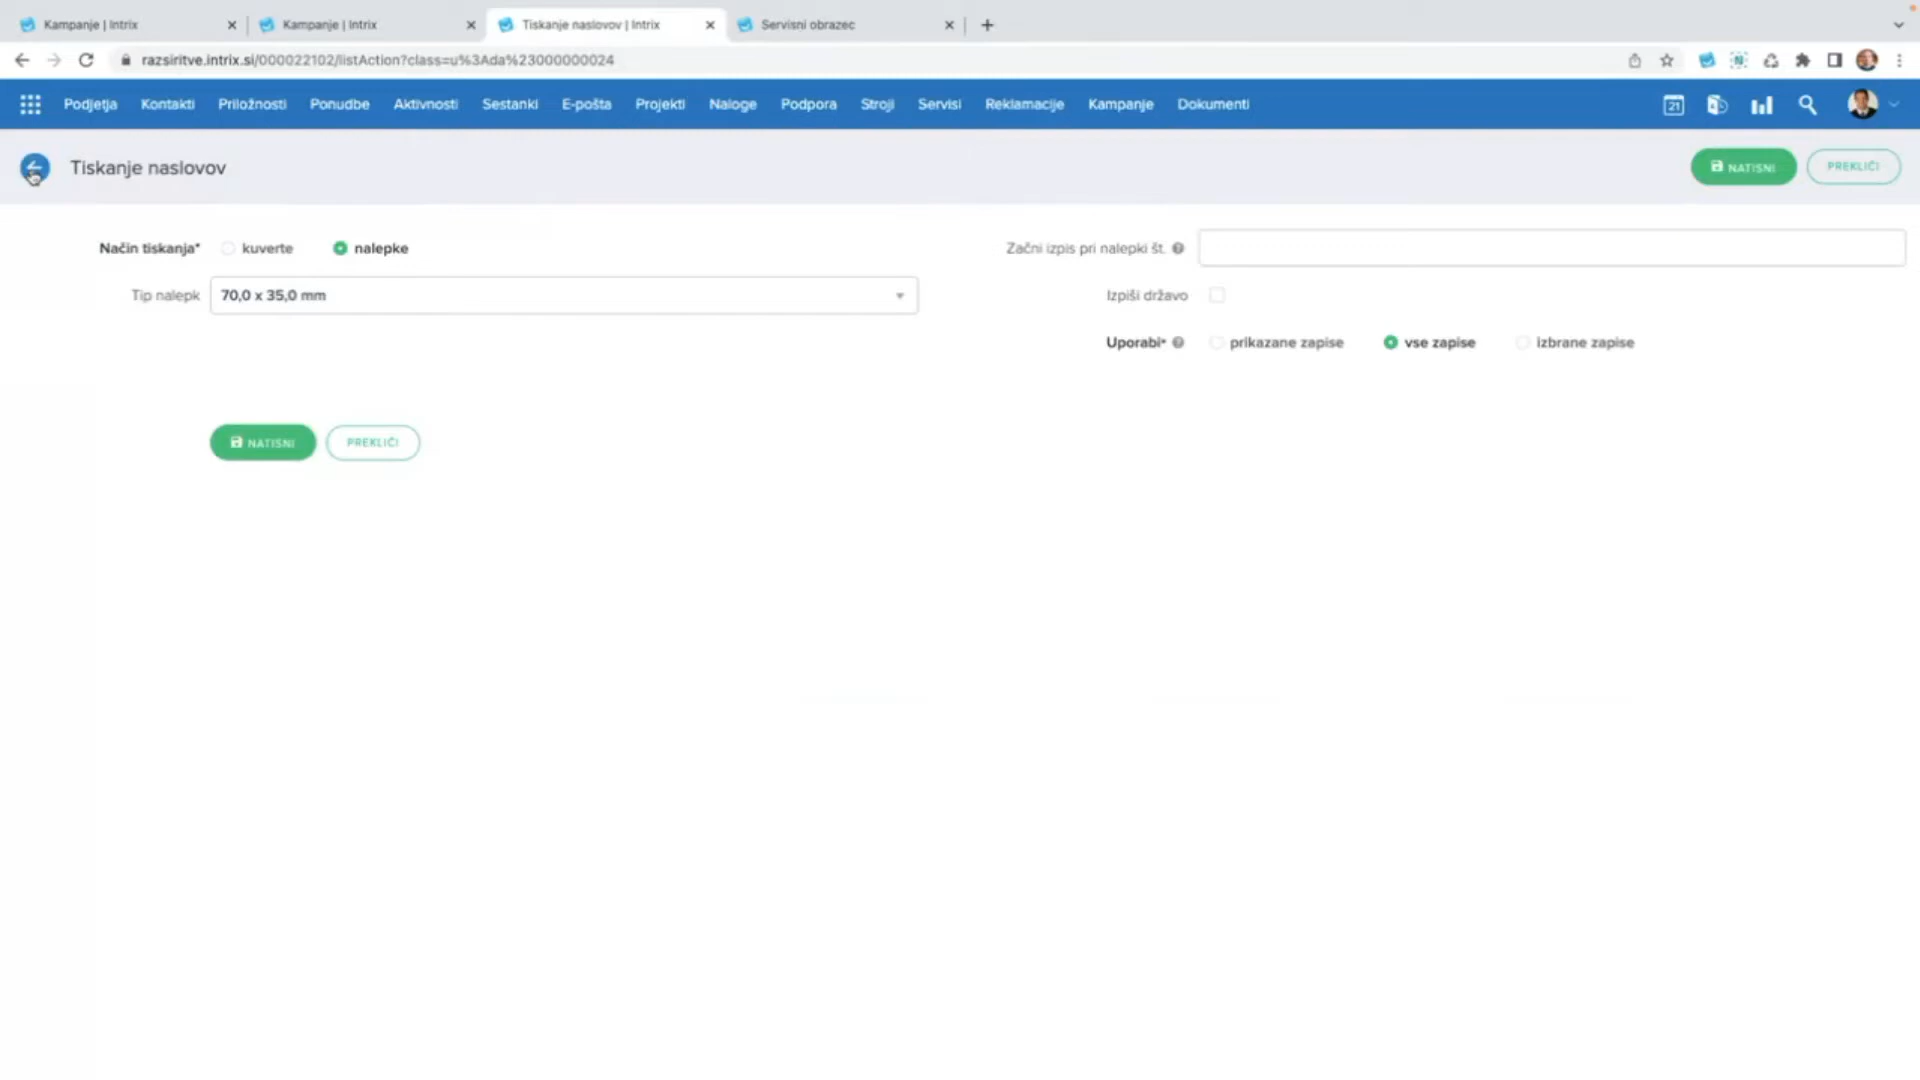 Kampanje | Intrix
Kampanje | Intrix
Tiskanje naslovov | Intrix
Servisni obrazec
razsiritve.intrix.si/000022102/listAction?class=u%3Ada%23000000024
Podjetja Kontakti Priložnosti Ponudbe Aktivnosti Sestanki E-pošta Projekti Naloge Podpora Stroji Servisi Reklamacije Kampanje Dokumenti
21
Tiskanje naslovov
NATISNI
PREKLIČI
Način tiskanja* kuverte nalepke
Začni izpis pri nalepki št.
Tip nalepk 70,0 x 35,0 mm
Izpiši državo
Uporabi* prikazane zapise vse zapise izbrane zapise
NATISNI
PREKLIČI